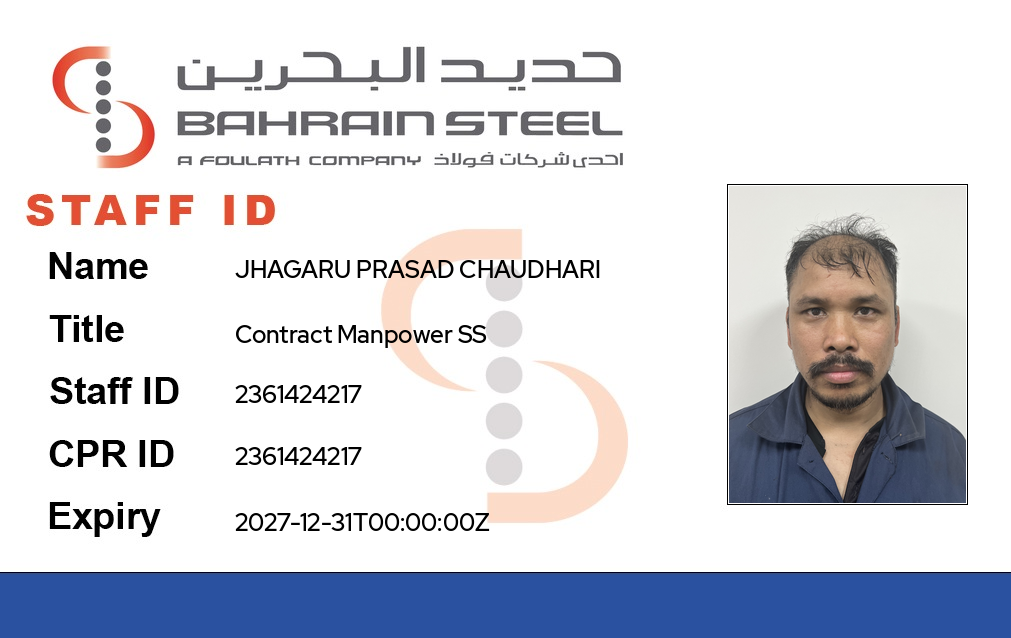 حديد البحرين
BAHRAIN STEEL
A FOULATH COMPANY احدى شركات فولاذ
STAFF ID
Name JHAGARU PRASAD CHAUDHARI
Title Contract Manpower SS
Staff ID 2361424217
CPR ID 2361424217
Expiry 2027-12-31T00:00:00Z